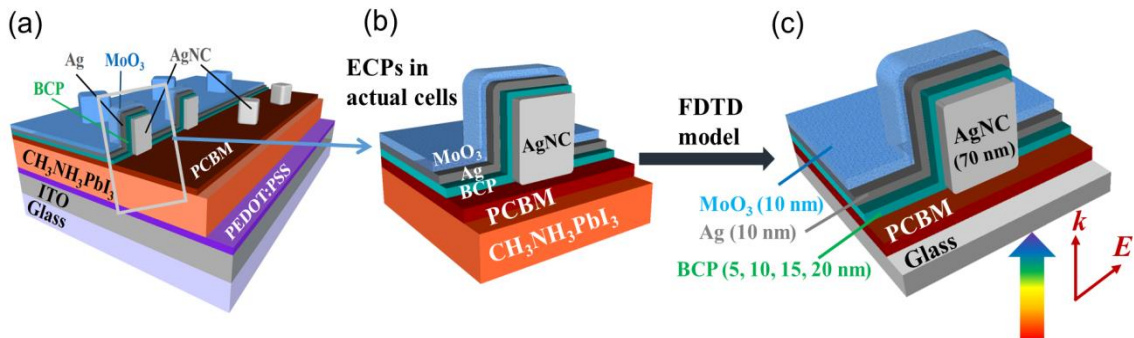 (a)
Ag
MoO₃
AgNC
BCP
PCBM
CH₃NH₃PbI₃
ITO
Glass
PEDOT:PSS
(b)
ECPs in
actual cells
AgNC
MoO₃
Ag
BCP
PCBM
CH₃NH₃PbI₃
FDTD
model
(c)
AgNC
(70 nm)
MoO₃ (10 nm)
Ag (10 nm)
BCP (5, 10, 15, 20 nm)
PCBM
Glass
k
E